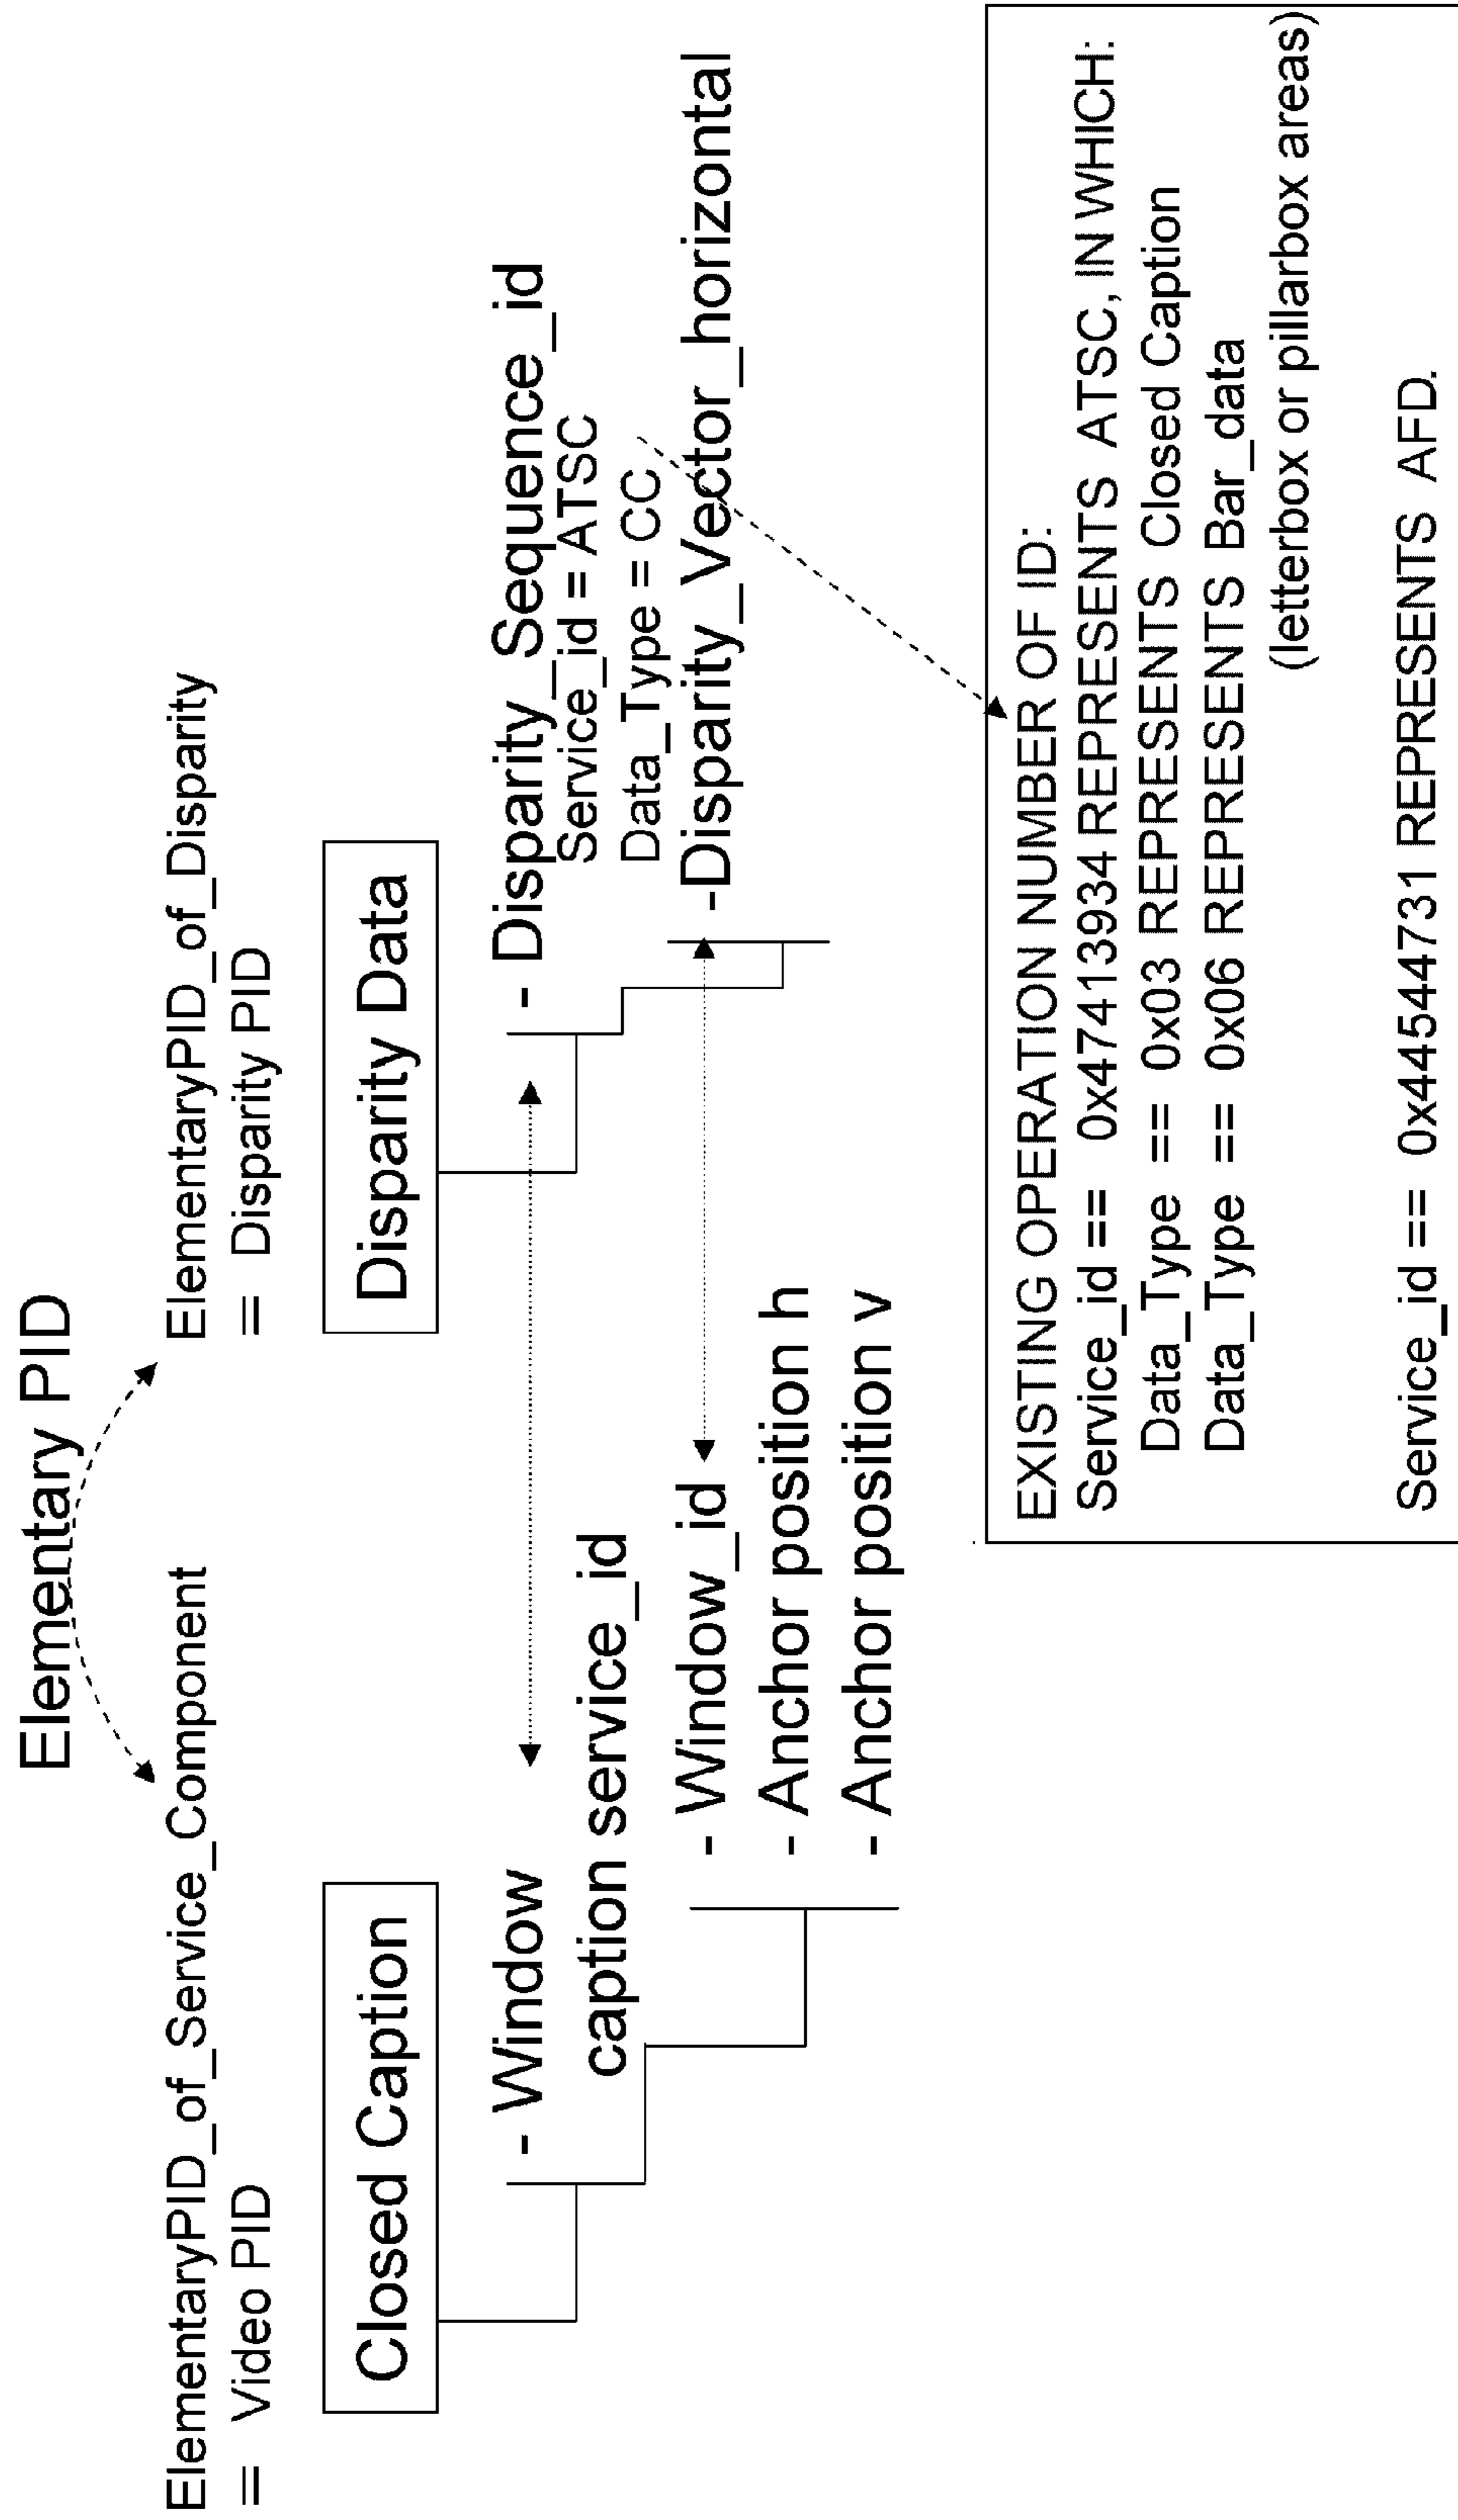 Elementary PID
ElementaryPID_of_Service_Component
= Video PID
ElementaryPID_of_Disparity
= Disparity PID
Closed Caption
- Window
caption service_id
- Window_id
- Anchor position h
- Anchor position v
Disparity Data
- Disparity_Sequence_id
Service_id = ATSC
Data_Type = CC
-Disparity_Vector_horizontal
EXISTING OPERATION NUMBER OF ID:
Service_id == 0x47413934 REPRESENTS ATSC, IN WHICH:
Data_Type == 0x03 REPRESENTS Closed Caption
Data_Type == 0x06 REPRESENTS Bar_data
(letterbox or pillarbox areas)
Service_id == 0x44544731 REPRESENTS AFD.